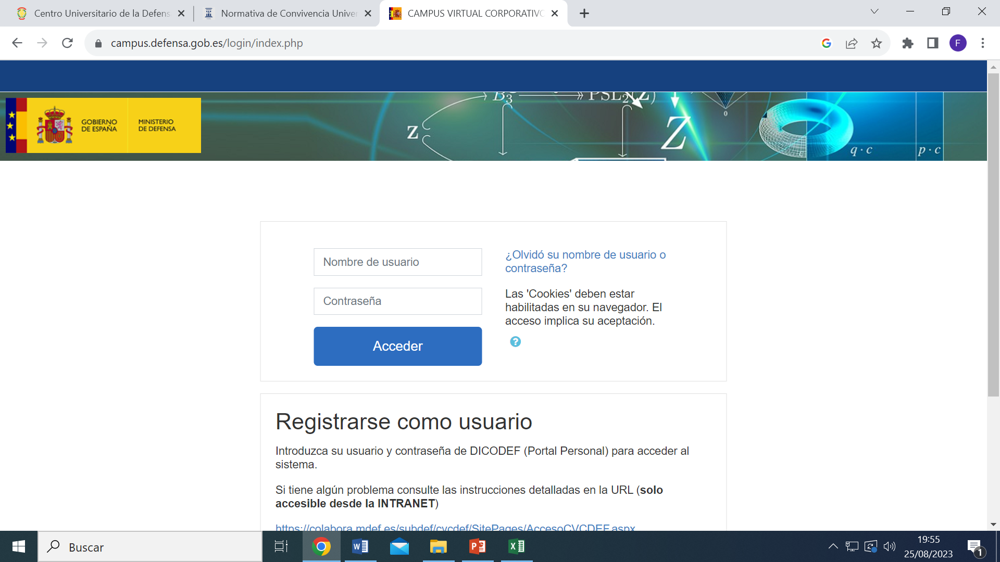 Centro Universitario de la Defens
Normativa de Convivencia Univer
CAMPUS VIRTUAL CORPORATIVO
campus.defensa.gob.es/login/index.php
F
GOBIERNO
DE ESPAÑA
MINISTERIO
DE DEFENSA
B3
PSL2(Z)
Z
Z
0
q · c
p · c
Nombre de usuario
Contraseña
Acceder
¿Olvidó su nombre de usuario o
contraseña?
Las 'Cookies' deben estar
habilitadas en su navegador. El
acceso implica su aceptación.
?
Registrarse como usuario
Introduzca su usuario y contraseña de DICODEF (Portal Personal) para acceder al
sistema.
Si tiene algún problema consulte las instrucciones detalladas en la URL (solo
accesible desde la INTRANET)
https://colabora.mdef.es/subdef/cvcdef/SitePages/AccesoCVCDEF.aspx
Buscar
19:55
25/08/2023
1